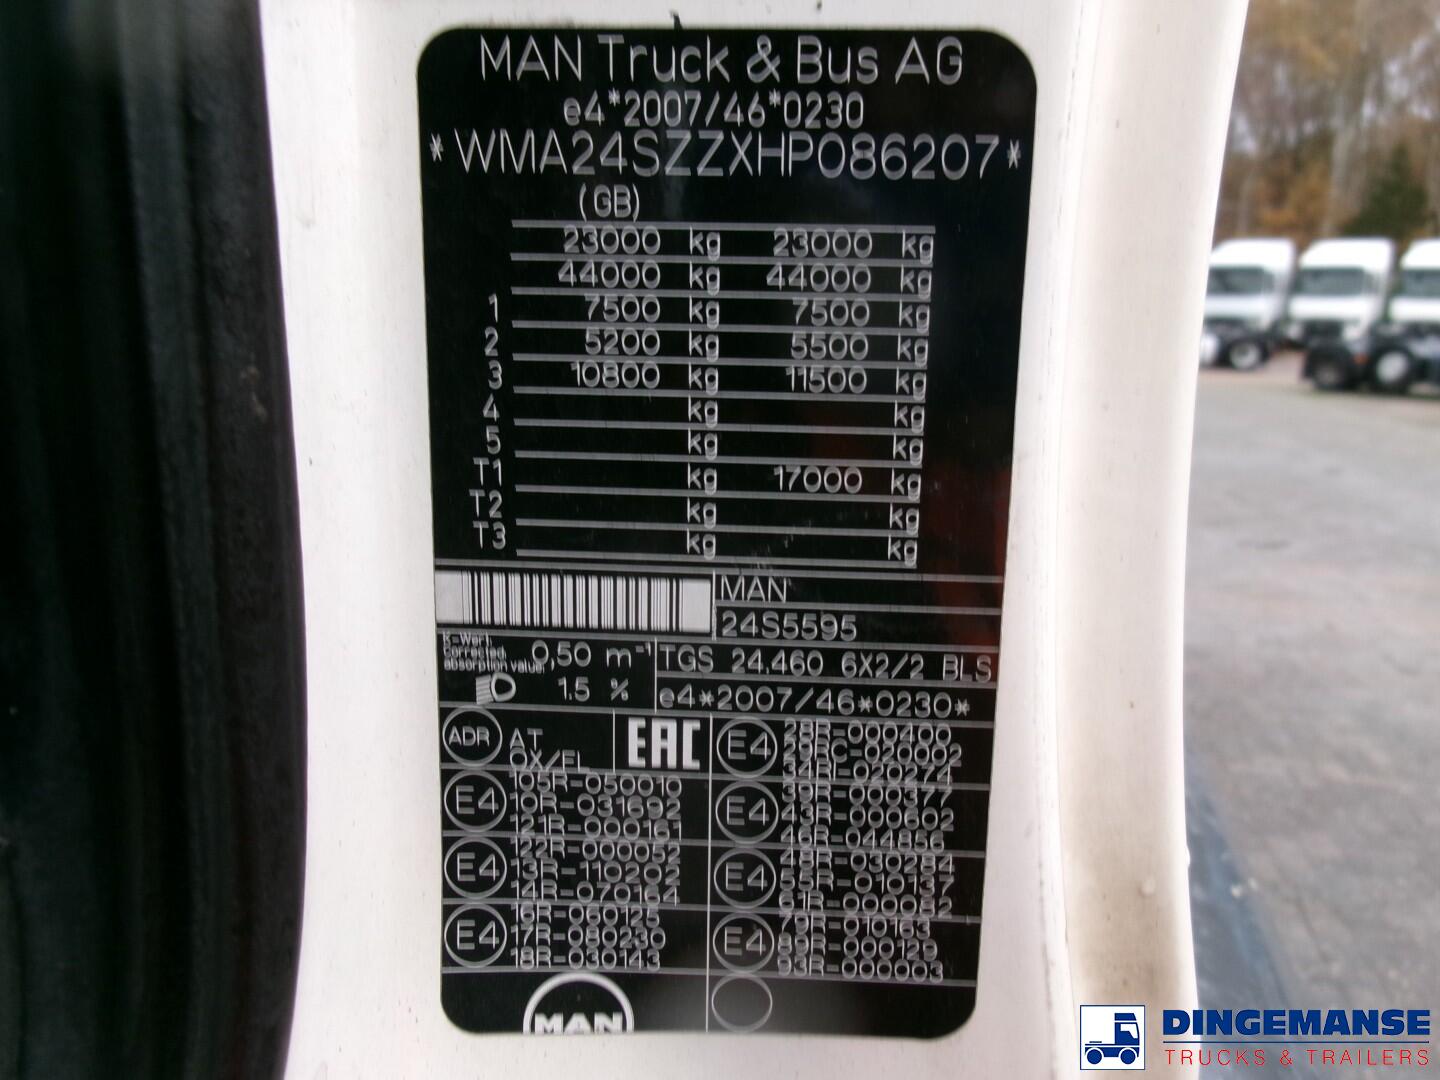 MAN Truck & Bus AG
e4*2007/46*0230
*WMA24SZZXHP086207*
(GB)
23000 kg 23000 kg
44000 kg 44000 kg
1 7500 kg 7500 kg
2 5200 kg 5500 kg
3 10800 kg 11500 kg
4 kg kg
5 kg kg
T1 kg 17000 kg
T2 kg kg
T3 kg kg
MAN
24S5595
K-Wert:
Corrected
absorption value:
0,50 m⁻¹
TGS 24.460 6X2/2 BLS
1.5 %
e4*2007/46*0230*
ADR AT
OX/FL
EAC
E4 28R-000400
29RC-020002
34RI-020274
E4 105R-050010
10R-031692
121R-000161
E4 39R-000377
43R-000602
46R-044856
E4 122R-000052
13R-110202
14R-070164
E4 48R-030284
55R-010137
61R-000082
E4 16R-060125
17R-080230
18R-030143
E4 79R-010163
89R-000129
93R-000003
MAN
DINGEMANSE
TRUCKS & TRAILERS